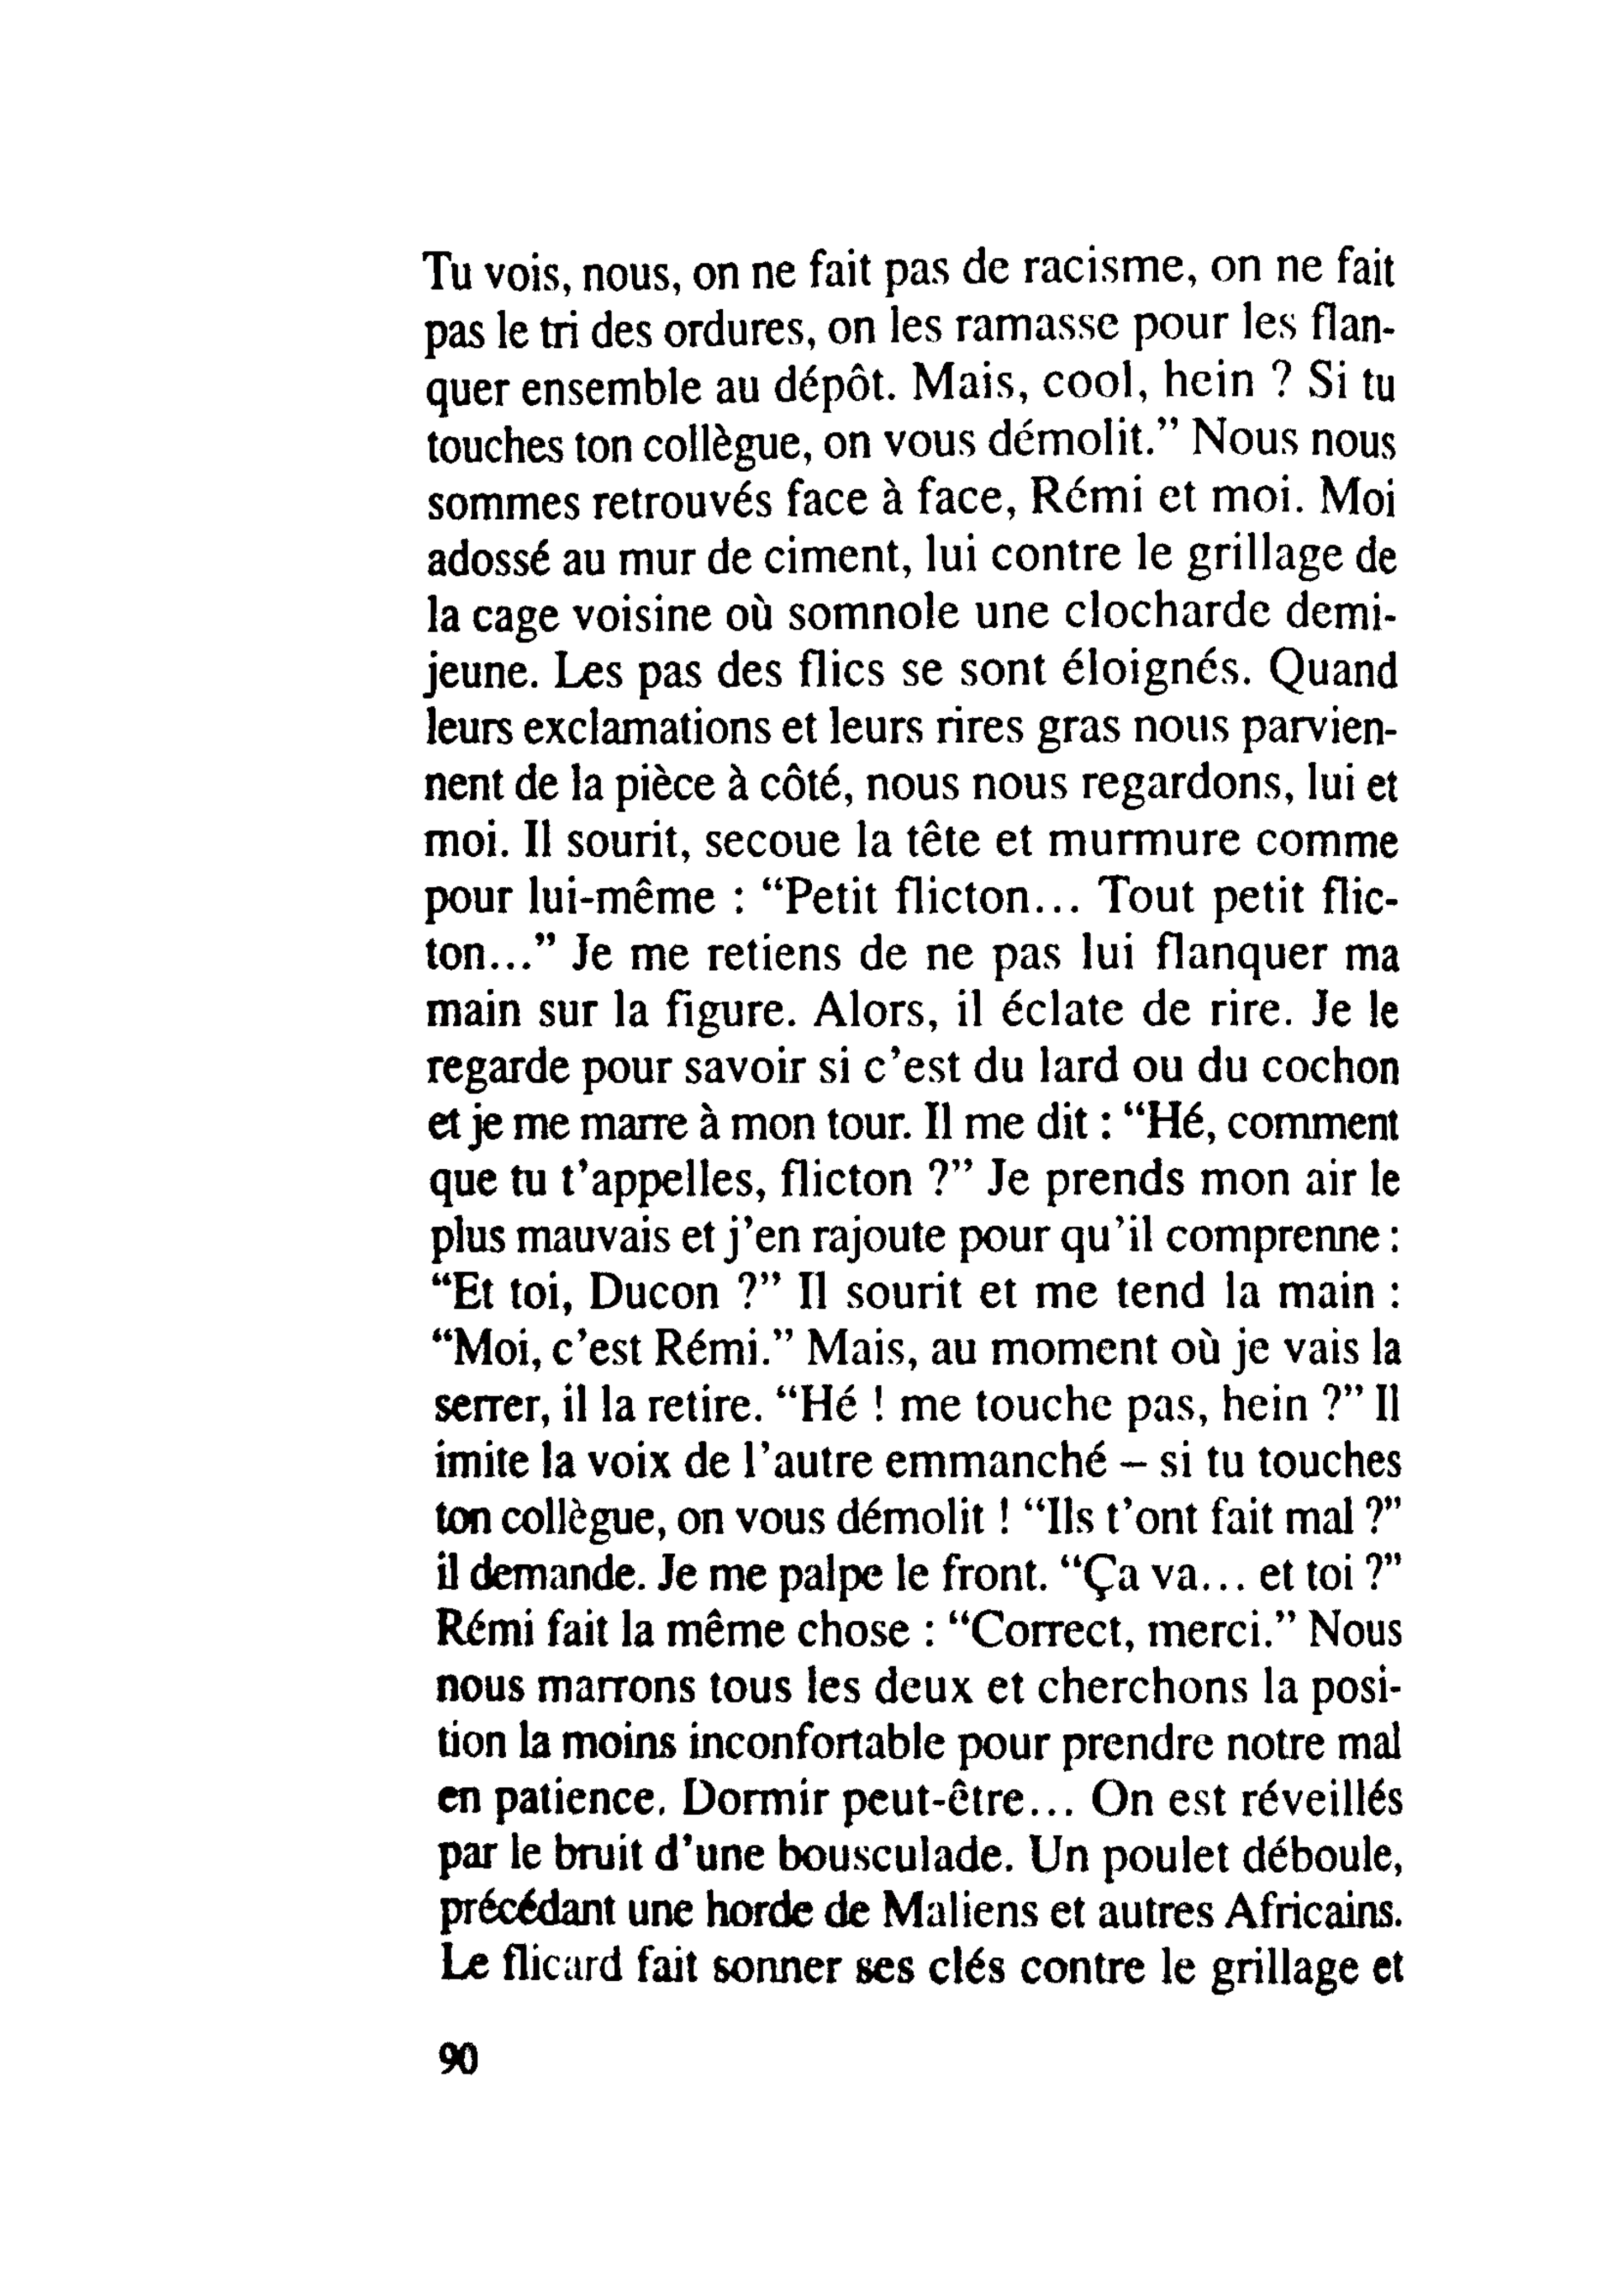 Tu vois, nous, on ne fait pas de racisme, on ne fait
pas le tri des ordures, on les ramasse pour les flan-
quer ensemble au dépôt. Mais, cool, hein ? Si tu
touches ton collègue, on vous démolit.” Nous nous
sommes retrouvés face à face, Rémi et moi. Moi
adossé au mur de ciment, lui contre le grillage de
la cage voisine où somnole une clocharde demi-
jeune. Les pas des flics se sont éloignés. Quand
leurs exclamations et leurs rires gras nous parvien-
nent de la pièce à côté, nous nous regardons, lui et
moi. Il sourit, secoue la tête et murmure comme
pour lui-même : “Petit flicton... Tout petit flic-
ton...” Je me retiens de ne pas lui flanquer ma
main sur la figure. Alors, il éclate de rire. Je le
regarde pour savoir si c’est du lard ou du cochon
et je me marre à mon tour. Il me dit : “Hé, comment
que tu t’appelles, flicton ?” Je prends mon air le
plus mauvais et j’en rajoute pour qu’il comprenne :
“Et toi, Ducon ?” Il sourit et me tend la main :
“Moi, c’est Rémi.” Mais, au moment où je vais la
serrer, il la retire. “Hé ! me touche pas, hein ?” Il
imite la voix de l’autre emmanché – si tu touches
ton collègue, on vous démolit ! “Ils t’ont fait mal ?”
il demande. Je me palpe le front. “Ça va... et toi ?”
Rémi fait la même chose : “Correct, merci.” Nous
nous marrons tous les deux et cherchons la posi-
tion la moins inconfortable pour prendre notre mal
en patience. Dormir peut-être... On est réveillés
par le bruit d’une bousculade. Un poulet déboule,
précédant une horde de Maliens et autres Africains.
Le flicard fait sonner ses clés contre le grillage et
90